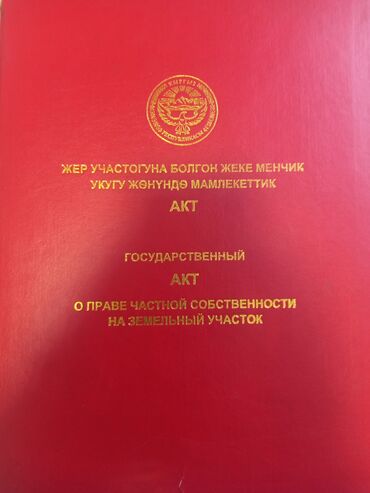 ЖЕР УЧАСТОГУНА БОЛГОН ЖЕКЕ МЕНЧИК
УКУГУ ЖӨНҮНДӨ МАМЛЕКЕТТИК
АКТ
ГОСУДАРСТВЕННЫЙ
АКТ
О ПРАВЕ ЧАСТНОЙ СОБСТВЕННОСТИ
НА ЗЕМЕЛЬНЫЙ УЧАСТОК